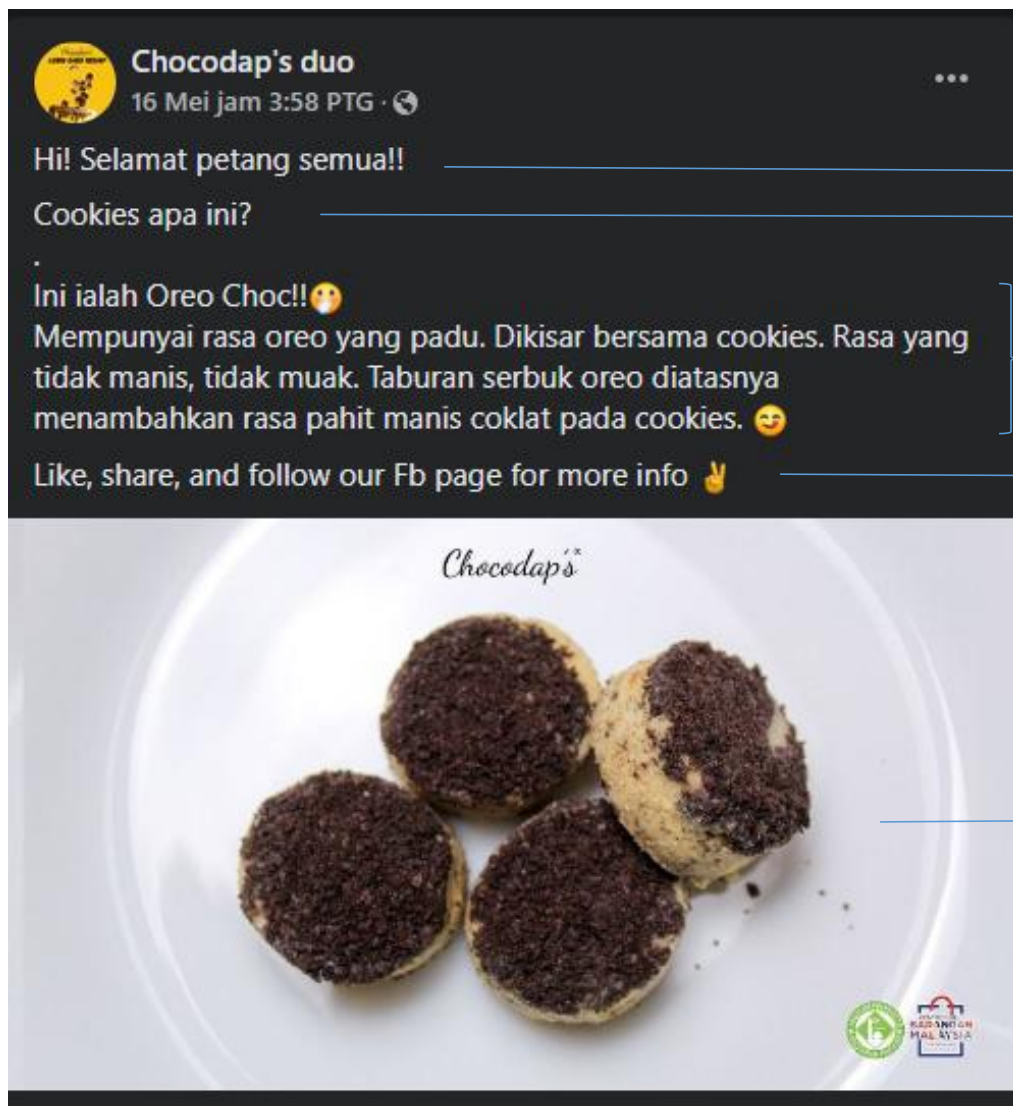 Chocodap's duo
16 Mei jam 3:58 PTG ·
Hi! Selamat petang semua!!
Cookies apa ini?
.
Ini ialah Oreo Choc!!🤭
Mempunyai rasa oreo yang padu. Dikisar bersama cookies. Rasa yang
tidak manis, tidak muak. Taburan serbuk oreo diatasnya
menambahkan rasa pahit manis coklat pada cookies. 😋
Like, share, and follow our Fb page for more info ✌️
Chocodap's
BARANGAN
MALAYSIA